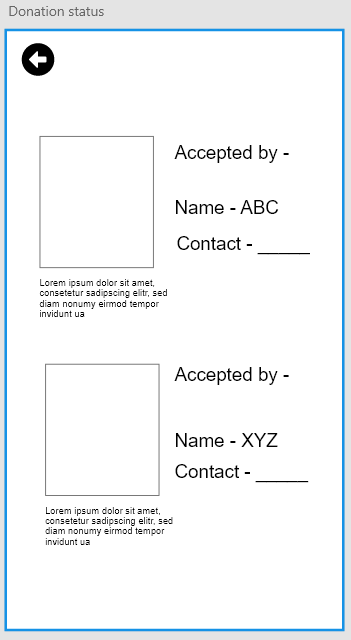 Donation status
Accepted by -
Name - ABC
Contact - _____
Lorem ipsum dolor sit amet,
consetetur sadipscing elitr, sed
diam nonumy eirmod tempor
invidunt ua
Accepted by -
Name - XYZ
Contact - _____
Lorem ipsum dolor sit amet,
consetetur sadipscing elitr, sed
diam nonumy eirmod tempor
invidunt ua